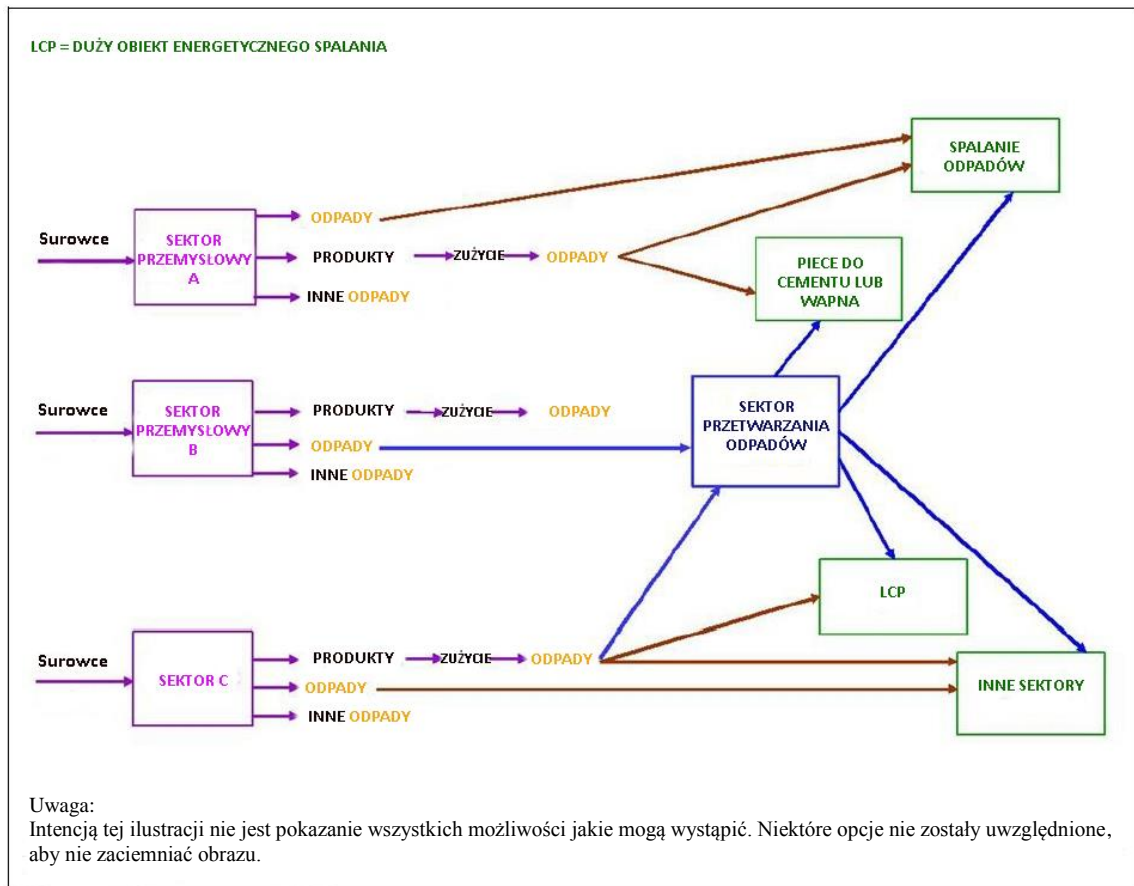 LCP = DUŻY OBIEKT ENERGETYCZNEGO SPALANIA
SPALANIE
ODPADÓW
Surowce
SEKTOR
PRZEMYSLOWY
A
ODPADY
PRODUKTY
ZUŻYCIE
ODPADY
INNE ODPADY
PIECE DO
CEMENTU LUB
WAPNA
Surowce
SEKTOR
PRZEMYSLOWY
B
PRODUKTY
ZUŻYCIE
ODPADY
ODPADY
INNE ODPADY
SEKTOR
PRZETWARZANIA
ODPADÓW
LCP
Surowce
SEKTOR C
PRODUKTY
ZUŻYCIE
ODPADY
ODPADY
INNE ODPADY
INNE SEKTORY
Uwaga:
Intencją tej ilustracji nie jest pokazanie wszystkich możliwości jakie mogą wystąpić. Niektóre opcje nie zostały uwzględnione,
aby nie zaciemniać obrazu.